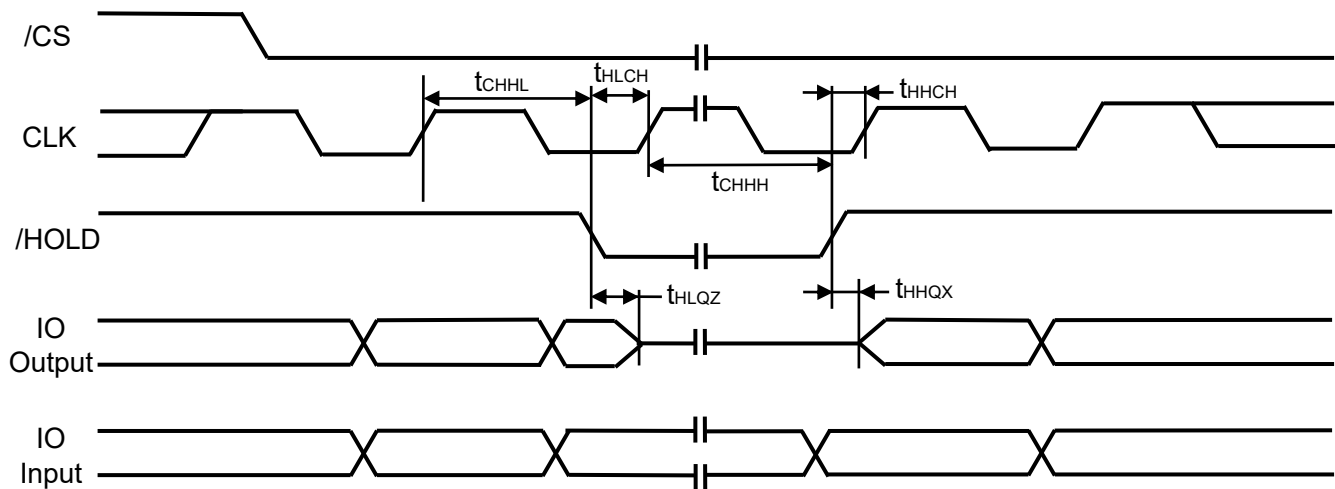 /CS
tCHHL
tHLCH
tHHCH
CLK
tCHHH
/HOLD
tHLQZ
tHHQX
IO
Output
IO
Input